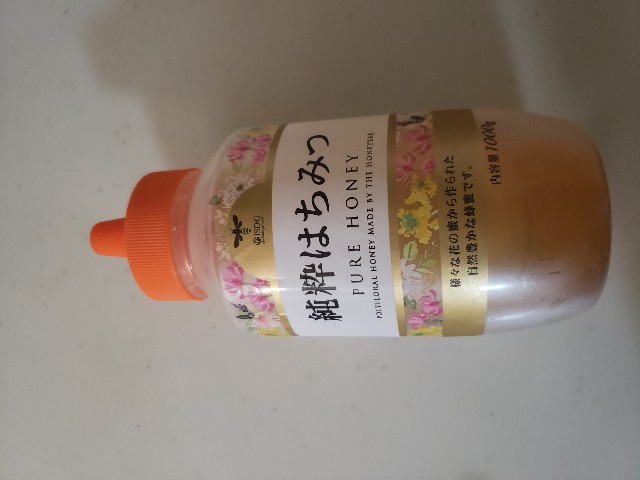 ISDG
純粋はちみつ
PURE HONEY
POLYFLORAL HONEY MADE BY THE HONEYBEE
様々な花の蜜から作られた
自然豊かな蜂蜜です。
内容量1000g